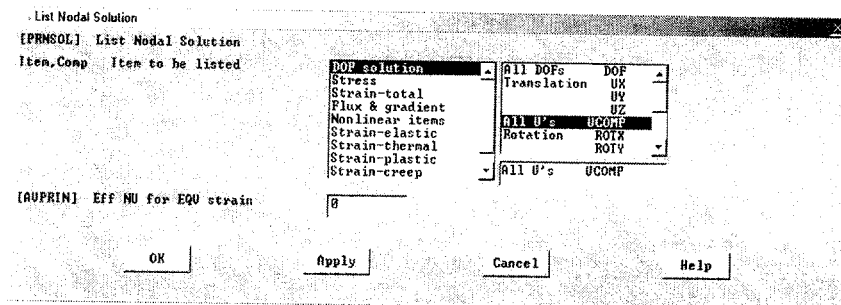 List Nodal Solution
[PRNSOL] List Nodal Solution
Item,Comp Item to be listed
DOF solution
Stress
Strain-total
Flux & gradient
Nonlinear items
Strain-elastic
Strain-thermal
Strain-plastic
Strain-creep
All DOFs DOF
Translation UX
UY
UZ
All U's UCOMP
Rotation ROTX
ROTY
All U's UCOMP
[AVPRIN] Eff NU for EQV strain
0
OK
Apply
Cancel
Help